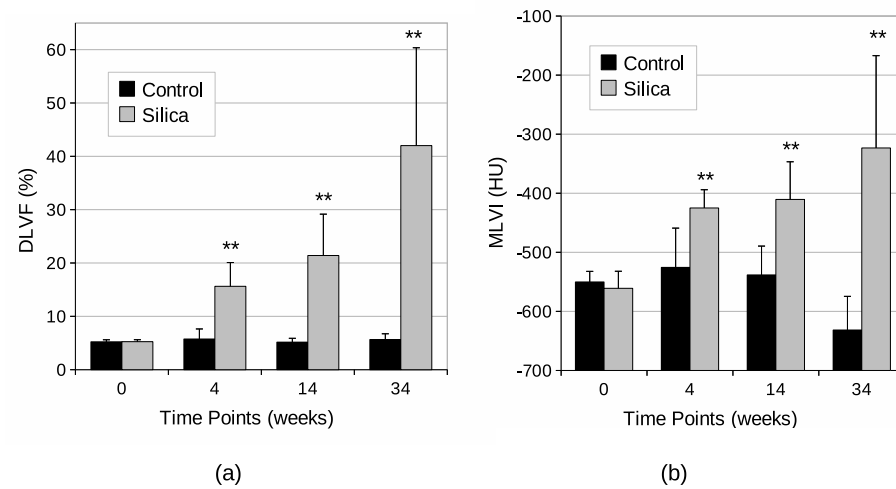 DLVF (%)
60
50
40
30
20
10
0
Control
Silica
**
**
**
0 4 14 34
Time Points (weeks)
(a)
MLVI (HU)
-100
-200
-300
-400
-500
-600
-700
Control
Silica
**
**
**
0 4 14 34
Time Points (weeks)
(b)